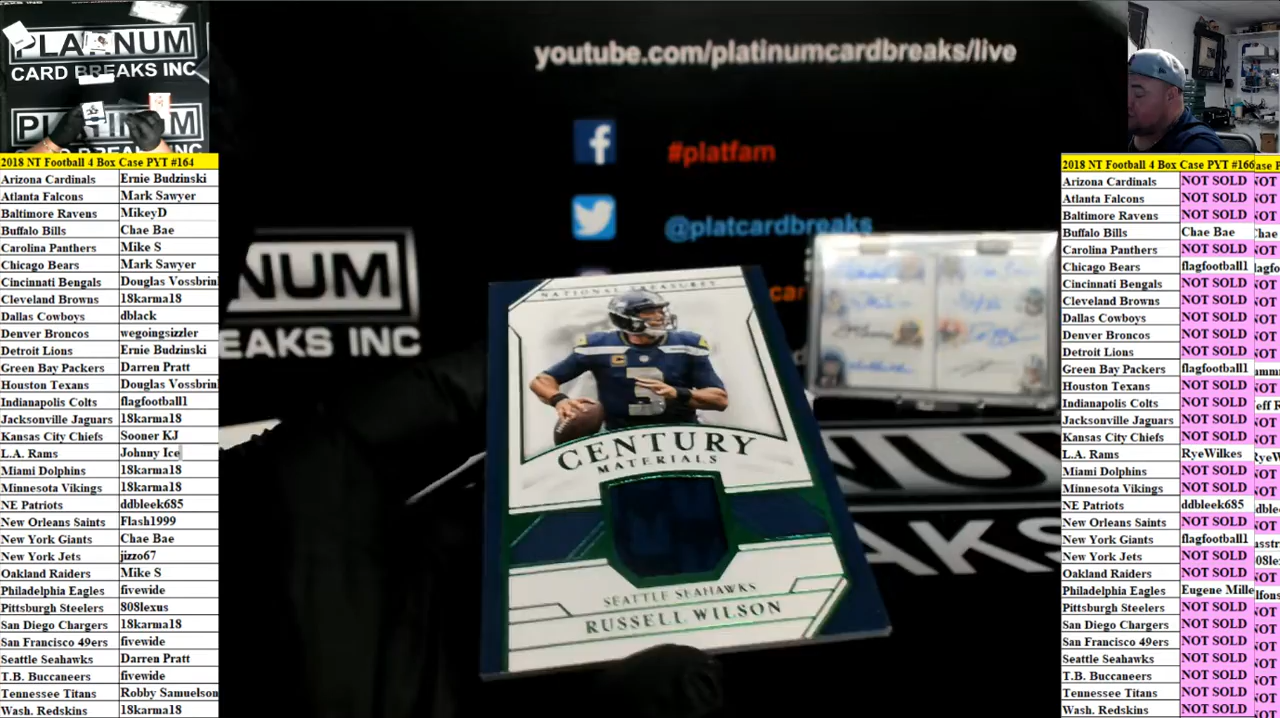 PLATINUM
CARD BREAKS INC
PLATINUM
youtube.com/platinumcardbreaks/live
#platfam
@platcardbreaks
NUM
EAKS INC
NATIONAL TREASURES
3
CENTURY
MATERIALS
SEATTLE SEAHAWKS
RUSSELL WILSON
2018 NT Football 4 Box Case PYT #164
Arizona Cardinals Ernie Budzinski
Atlanta Falcons Mark Sawyer
Baltimore Ravens MikeyD
Buffalo Bills Chae Bae
Carolina Panthers Mike S
Chicago Bears Mark Sawyer
Cincinnati Bengals Douglas Vossbrin
Cleveland Browns 18karma18
Dallas Cowboys dblack
Denver Broncos wegoingsizzler
Detroit Lions Ernie Budzinski
Green Bay Packers Darren Pratt
Houston Texans Douglas Vossbrin
Indianapolis Colts flagfootball1
Jacksonville Jaguars 18karma18
Kansas City Chiefs Sooner KJ
L.A. Rams Johnny Ice
Miami Dolphins 18karma18
Minnesota Vikings 18karma18
NE Patriots ddbleek685
New Orleans Saints Flash1999
New York Giants Chae Bae
New York Jets jizzo67
Oakland Raiders Mike S
Philadelphia Eagles fivewide
Pittsburgh Steelers 808lexus
San Diego Chargers 18karma18
San Francisco 49ers fivewide
Seattle Seahawks Darren Pratt
T.B. Buccaneers fivewide
Tennessee Titans Robby Samuelson
Wash. Redskins 18karma18
2018 NT Football 4 Box Case PYT #166
Arizona Cardinals NOT SOLD
Atlanta Falcons NOT SOLD
Baltimore Ravens NOT SOLD
Buffalo Bills Chae Bae
Carolina Panthers NOT SOLD
Chicago Bears flagfootball1
Cincinnati Bengals NOT SOLD
Cleveland Browns NOT SOLD
Dallas Cowboys NOT SOLD
Denver Broncos NOT SOLD
Detroit Lions NOT SOLD
Green Bay Packers flagfootball1
Houston Texans NOT SOLD
Indianapolis Colts NOT SOLD
Jacksonville Jaguars NOT SOLD
Kansas City Chiefs NOT SOLD
L.A. Rams RyeWilkes
Miami Dolphins NOT SOLD
Minnesota Vikings NOT SOLD
NE Patriots ddbleek685
New Orleans Saints NOT SOLD
New York Giants flagfootball1
New York Jets NOT SOLD
Oakland Raiders NOT SOLD
Philadelphia Eagles Eugene Mille
Pittsburgh Steelers NOT SOLD
San Diego Chargers NOT SOLD
San Francisco 49ers NOT SOLD
Seattle Seahawks NOT SOLD
T.B. Buccaneers NOT SOLD
Tennessee Titans NOT SOLD
Wash. Redskins NOT SOLD